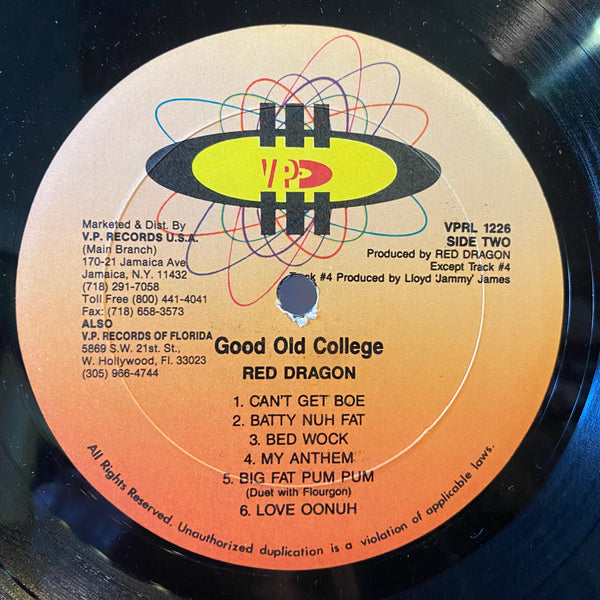 VP
Marketed & Dist. By
V.P. RECORDS U.S.A.
(Main Branch)
170-21 Jamaica Ave.
Jamaica, N.Y. 11432
(718) 291-7058
Toll Free (800) 441-4041
Fax: (718) 658-3573
ALSO
V.P. RECORDS OF FLORIDA
5869 S.W. 21st. St.,
W. Hollywood, Fl. 33023
(305) 966-4744
VPRL 1226
SIDE TWO
Produced by RED DRAGON
Except Track #4
#4 Produced by Lloyd 'Jammy' James
Good Old College
RED DRAGON
1. CAN'T GET BOE
2. BATTY NUH FAT
3. BED WOCK
4. MY ANTHEM
5. BIG FAT PUM PUM
(Duet with Flourgon)
6. LOVE OONUH
All Rights Reserved. Unauthorized duplication is a violation of applicable laws.